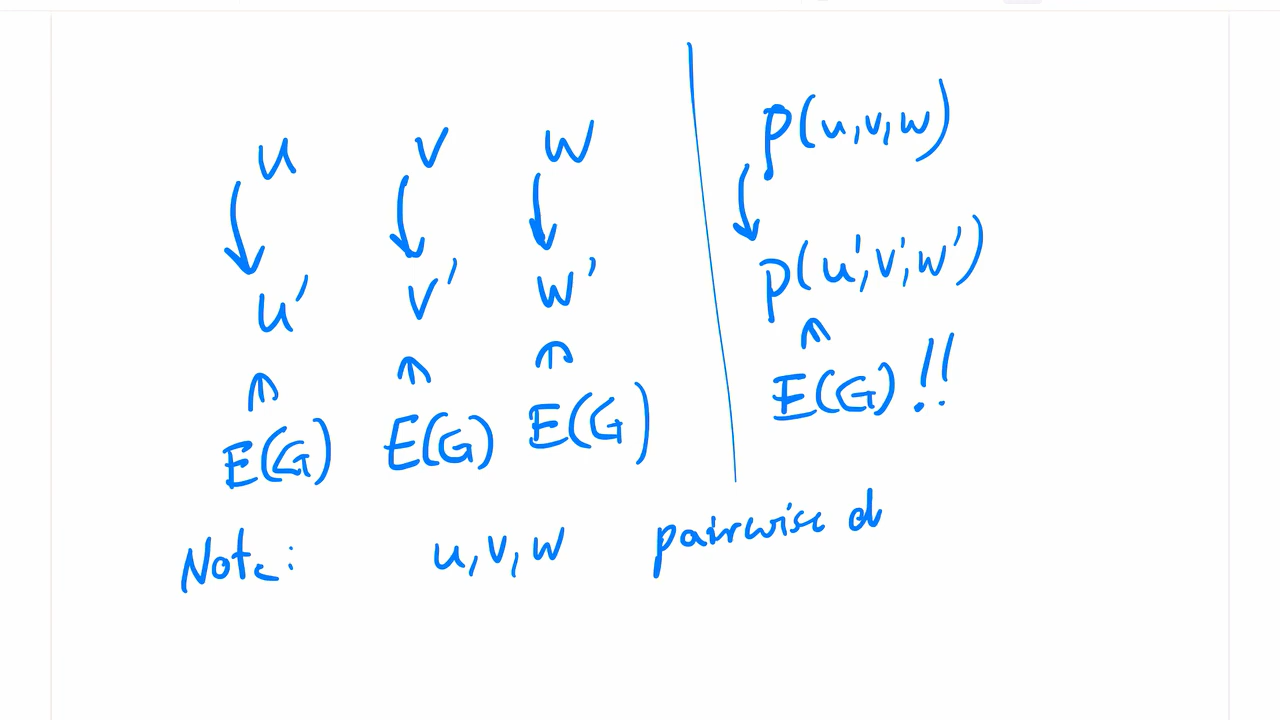 u v w p(u,v,w)
u' v' w' p(u',v',w')
E(G) E(G) E(G) E(G)!!
Note: u, v, w pairwise d